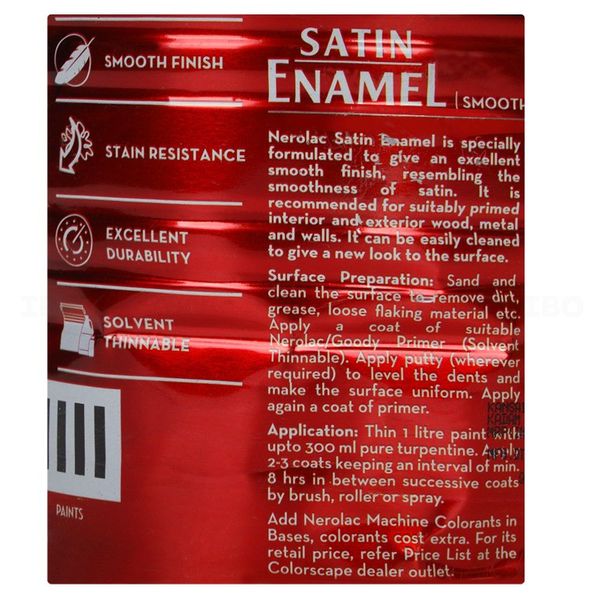 SMOOTH FINISH
STAIN RESISTANCE
EXCELLENT
DURABILITY
SOLVENT
THINNABLE
PAINTS
SATIN
ENAMEL
SMOOTH
Nerolac Satin Enamel is specially
formulated to give an excellent
smooth finish, resembling the
smoothness of satin. It is
recommended for suitably primed
interior and exterior wood, metal
and walls. It can be easily cleaned
to give a new look to the surface.
Surface Preparation: Sand and
clean the surface to remove dirt,
grease, loose flaking material etc.
Apply a coat of suitable
Nerolac/Goody Primer (Solvent
Thinnable). Apply putty (wherever
required) to level the dents and
make the surface uniform. Apply
again a coat of primer.
Application: Thin 1 litre paint with
upto 300 ml pure turpentine. Apply
2-3 coats keeping an interval of min.
8 hrs in between successive coats
by brush, roller or spray.
Add Nerolac Machine Colorants in
Bases, colorants cost extra. For its
retail price, refer Price List at the
Colorscape dealer outlet.